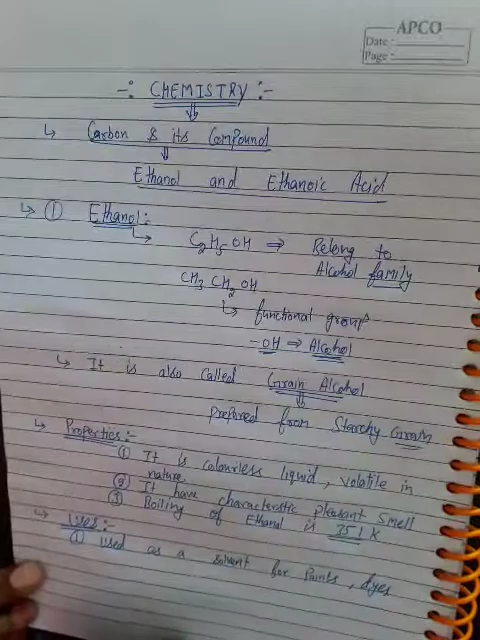 APCO
Date :
Page :
-: CHEMISTRY :-
Carbon & its Compound
Ethanol and Ethanoic Acid
① Ethanol :
C₂H₅-OH ⇒ Belong to
Alcohol family
CH₃ CH₂ OH
functional group
-OH ⇒ Alcohol
It is also called Grain Alcohol
prepared from Starchy Grain
Properties :-
① It is colourless liquid, volatile in
nature.
② It have characterstic pleasant smell
③ Boiling of Ethanol is 351 K
Uses :-
① used as a solvent for Paints, dyes